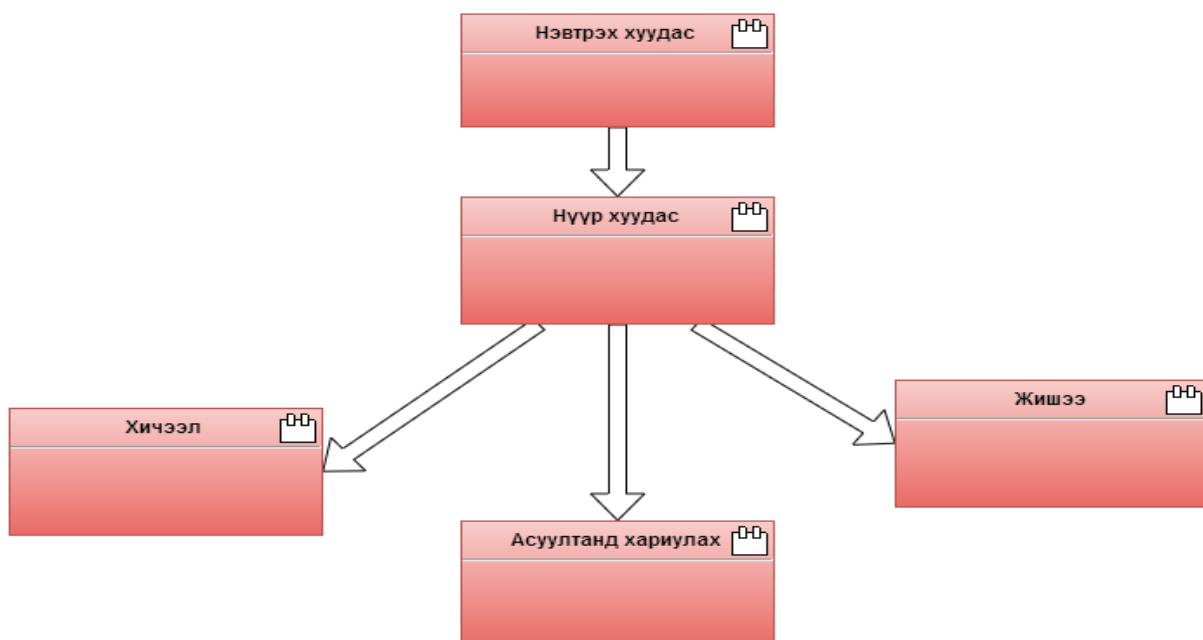 Нэвтрэх хуудас
Нүүр хуудас
Хичээл
Жишээ
Асуултанд хариулах